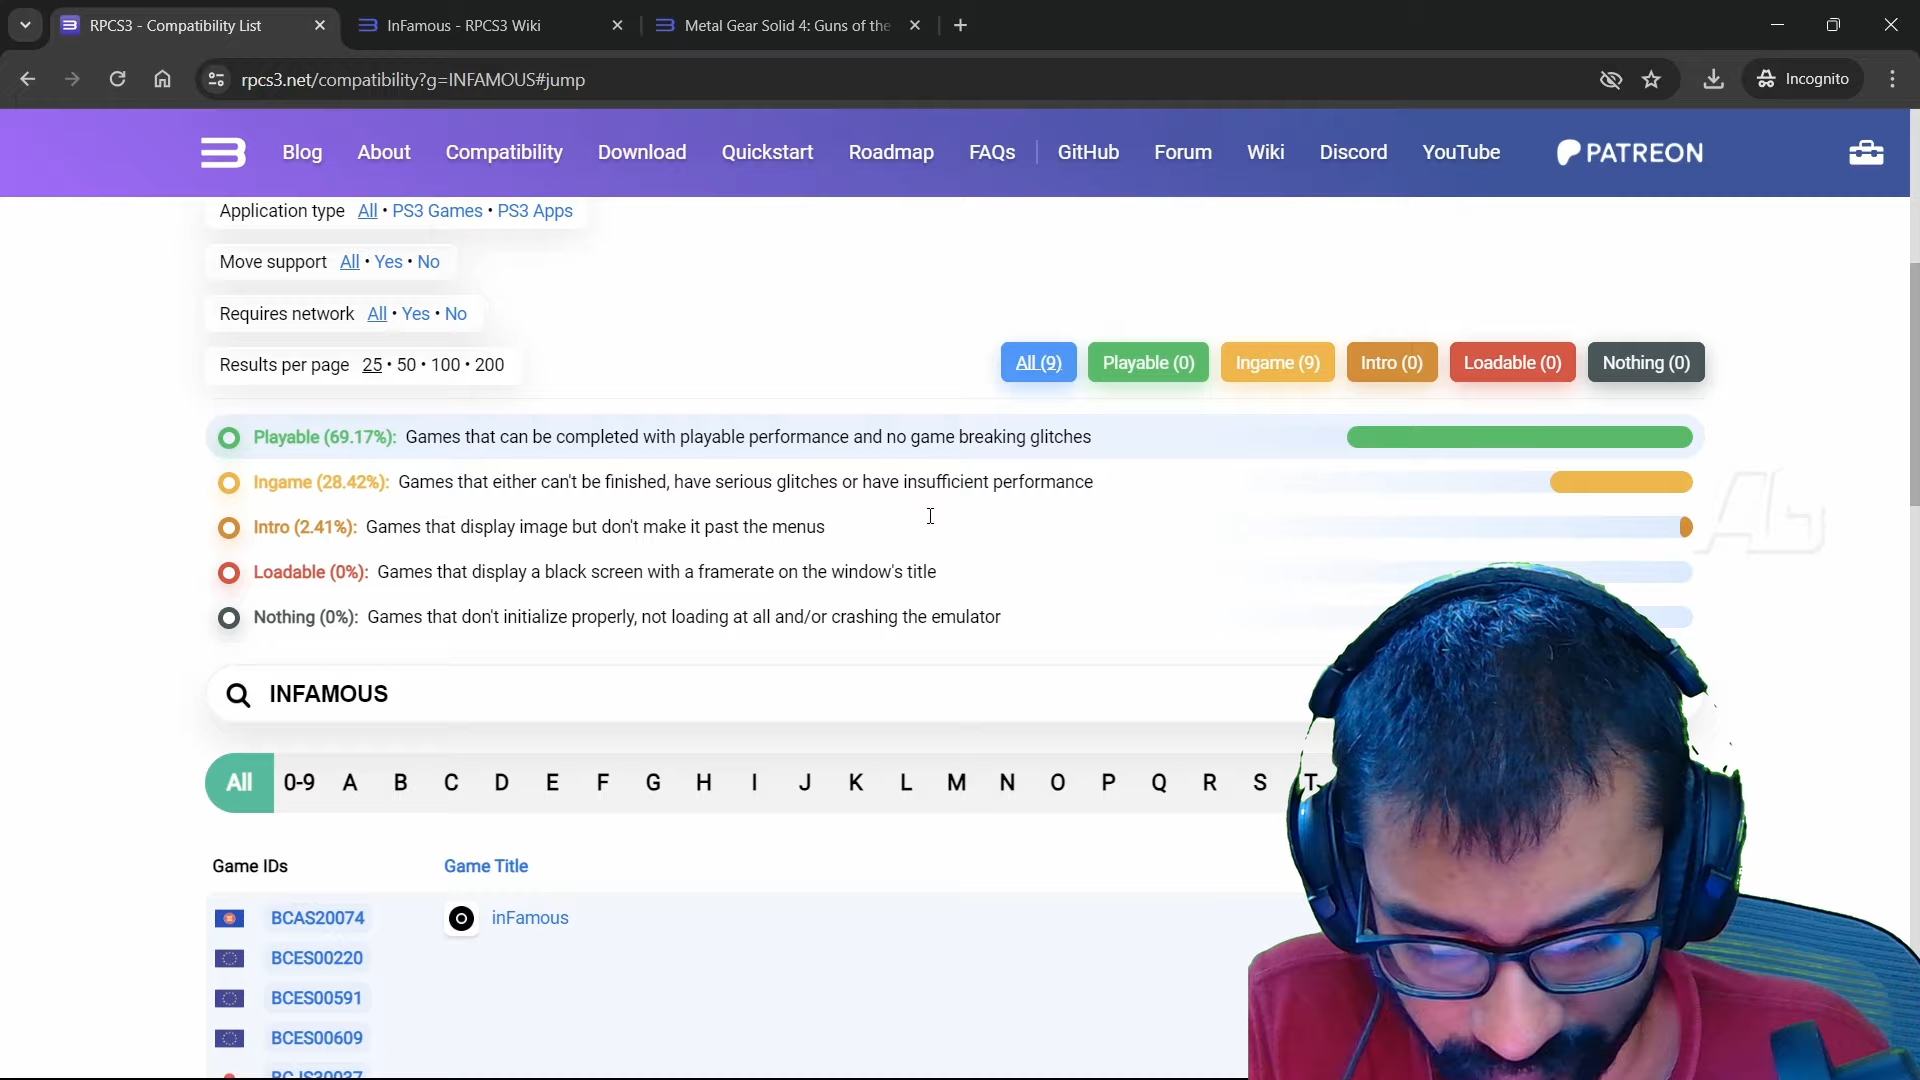 RPCS3 - Compatibility List
InFamous - RPCS3 Wiki
Metal Gear Solid 4: Guns of the
rpcs3.net/compatibility?g=INFAMOUS#jump
Incognito
Blog About Compatibility Download Quickstart Roadmap FAQs GitHub Forum Wiki Discord YouTube PATREON
Application type All • PS3 Games • PS3 Apps
Move support All • Yes • No
Requires network All • Yes • No
Results per page 25 • 50 • 100 • 200
All (9) Playable (0) Ingame (9) Intro (0) Loadable (0) Nothing (0)
Playable (69.17%): Games that can be completed with playable performance and no game breaking glitches
Ingame (28.42%): Games that either can't be finished, have serious glitches or have insufficient performance
Intro (2.41%): Games that display image but don't make it past the menus
Loadable (0%): Games that display a black screen with a framerate on the window's title
Nothing (0%): Games that don't initialize properly, not loading at all and/or crashing the emulator
AG
INFAMOUS
All 0-9 A B C D E F G H I J K L M N O P Q R S T
Game IDs Game Title
BCAS20074 inFamous
BCES00220
BCES00591
BCES00609
BCJS30037